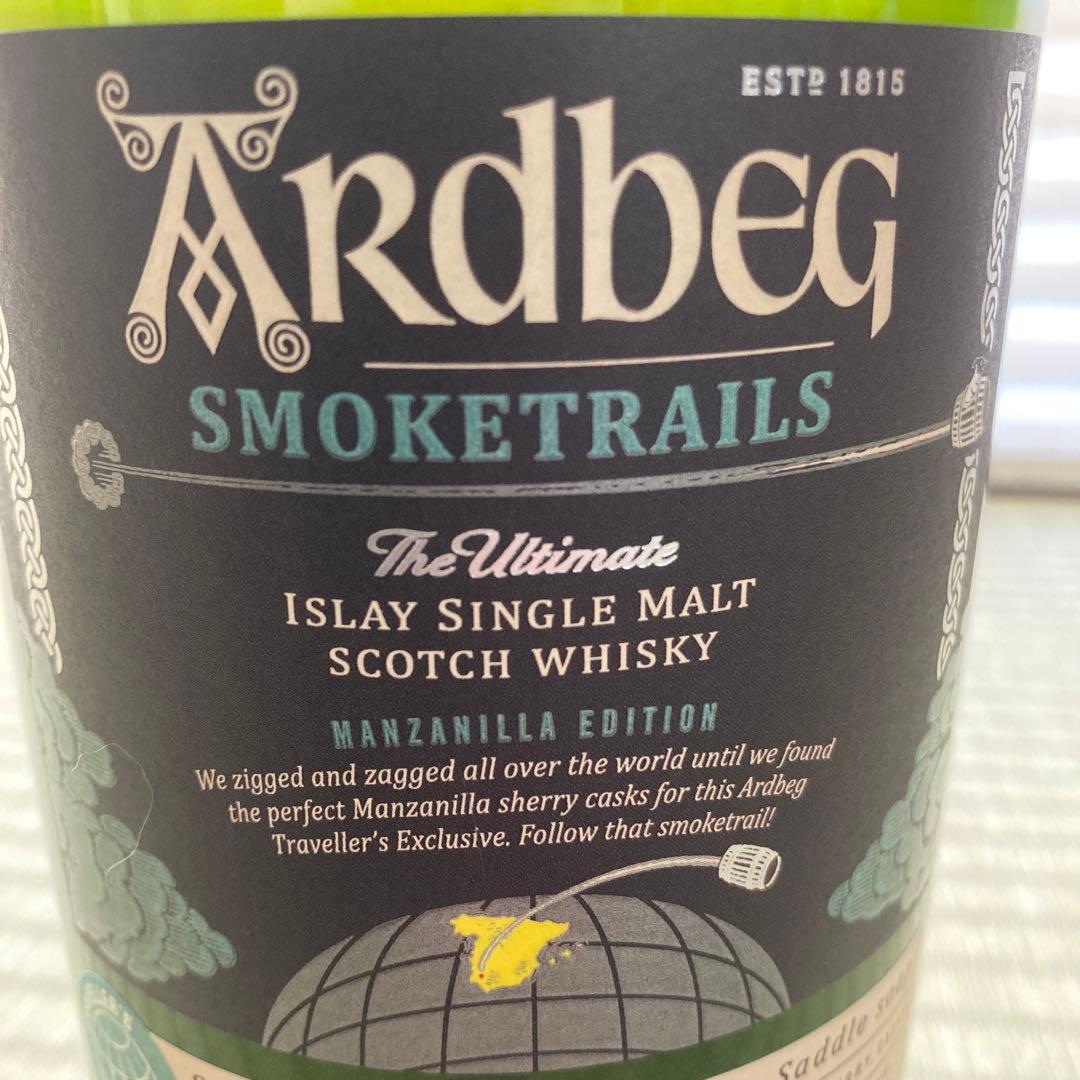 ESTD 1815
ARdbEG
SMOKETRAILS
The Ultimate
ISLAY SINGLE MALT
SCOTCH WHISKY
MANZANILLA EDITION
We zigged and zagged all over the world until we found
the perfect Manzanilla sherry casks for this Ardbeg
Traveller's Exclusive. Follow that smoketrail!
Saddle